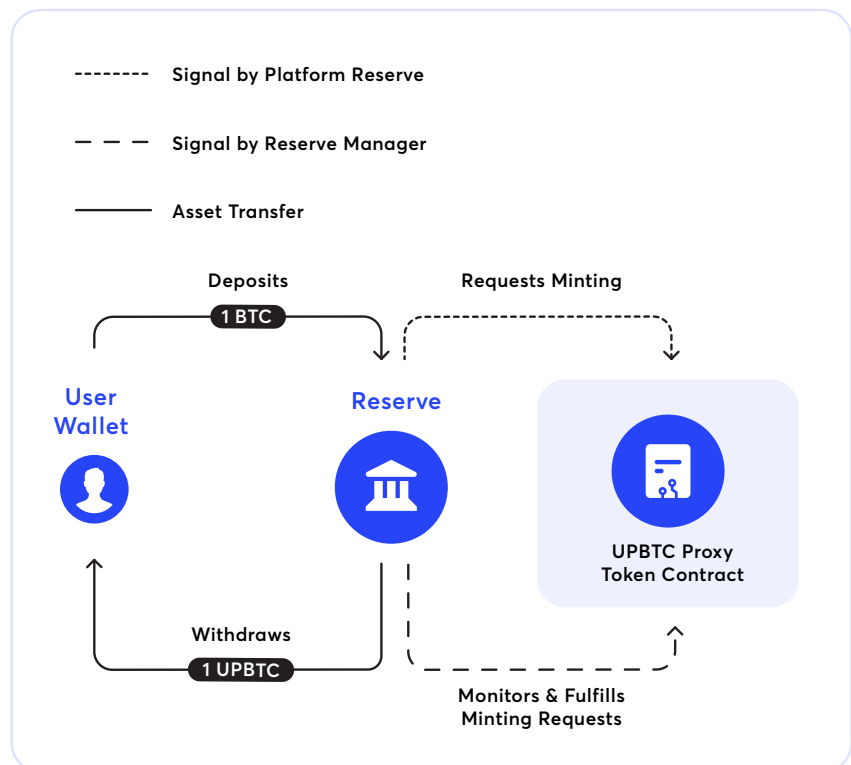 Signal by Platform Reserve
Signal by Reserve Manager
Asset Transfer
Deposits
Requests Minting
1 BTC
User
Wallet
Reserve
UPBTC Proxy
Token Contract
Withdraws
1 UPBTC
Monitors & Fulfills
Minting Requests